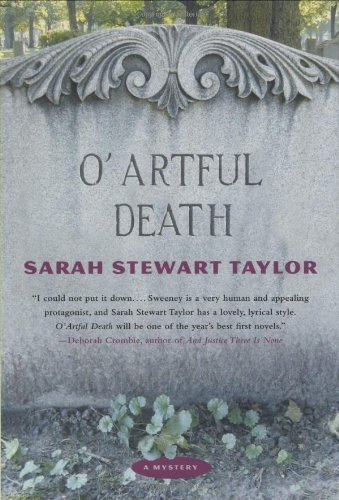 O' ARTFUL
DEATH
SARAH STEWART TAYLOR
"I could not put it down.... Sweeney is a very human and appealing
protagonist, and Sarah Stewart Taylor has a lovely, lyrical style.
O'Artful Death will be one of the year's best first novels."
—Deborah Crombie, author of And Justice There Is None
A MYSTERY